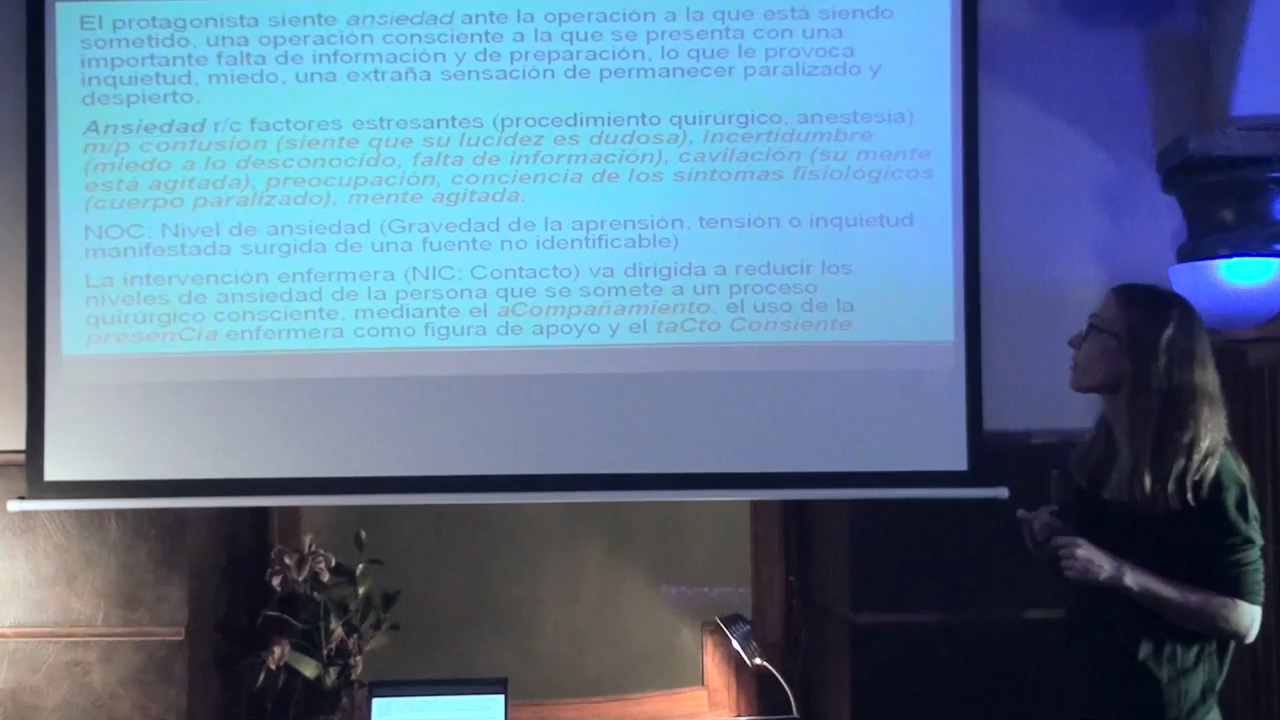 El protagonista siente ansiedad ante la operación a la que está siendo
sometido, una operación consciente a la que se presenta con una
importante falta de información y de preparación, lo que le provoca
inquietud, miedo, una extraña sensación de permanecer paralizado y
despierto.
Ansiedad r/c factores estresantes (procedimiento quirúrgico, anestesia)
m/p confusión (siente que su lucidez es dudosa), incertidumbre
(miedo a lo desconocido, falta de información), cavilación (su mente
está agitada), preocupación, conciencia de los síntomas fisiológicos
(cuerpo paralizado), mente agitada.
NOC: Nivel de ansiedad (Gravedad de la aprensión, tensión o inquietud
manifestada surgida de una fuente no identificable)
La intervención enfermera (NIC: Contacto) va dirigida a reducir los
niveles de ansiedad de la persona que se somete a un proceso
quirúrgico consciente, mediante el aCompañamiento, el uso de la
presenCia enfermera como figura de apoyo y el taCto Consiente.